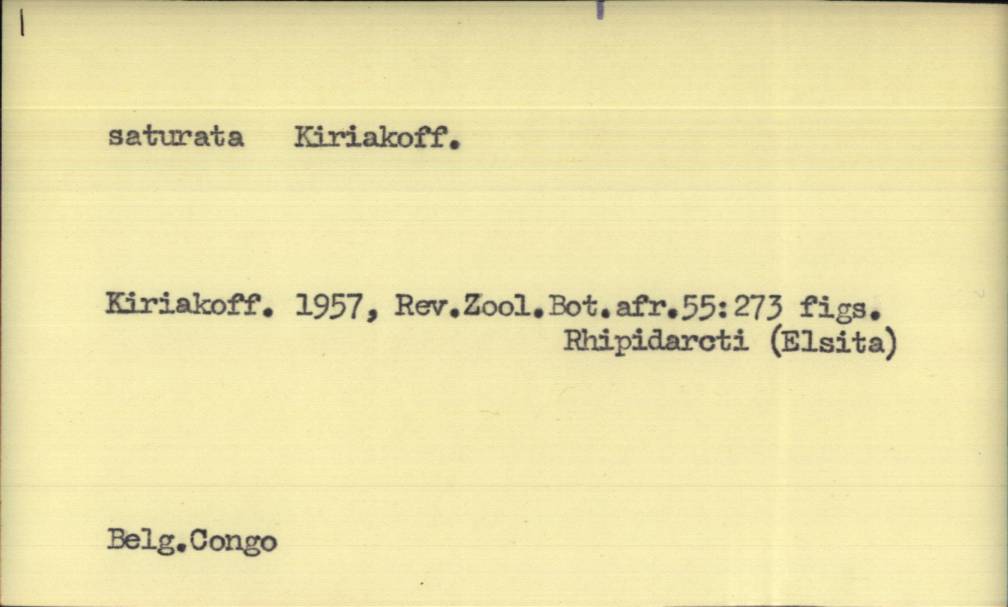 saturata Kiriakoff.
Kiriakoff. 1957, Rev.Zool.Bot.afr.55:273 figs.
Rhipidarcti (Elsita)
Belg.Congo